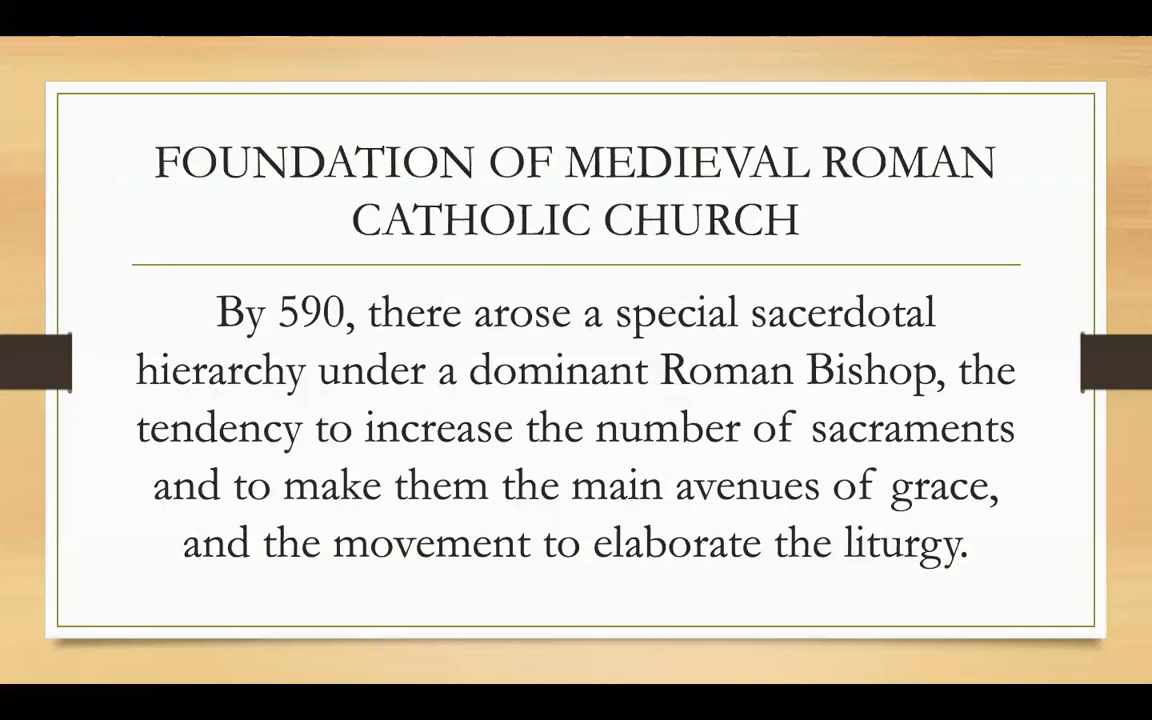 FOUNDATION OF MEDIEVAL ROMAN
CATHOLIC CHURCH
By 590, there arose a special sacerdotal
hierarchy under a dominant Roman Bishop, the
tendency to increase the number of sacraments
and to make them the main avenues of grace,
and the movement to elaborate the liturgy.